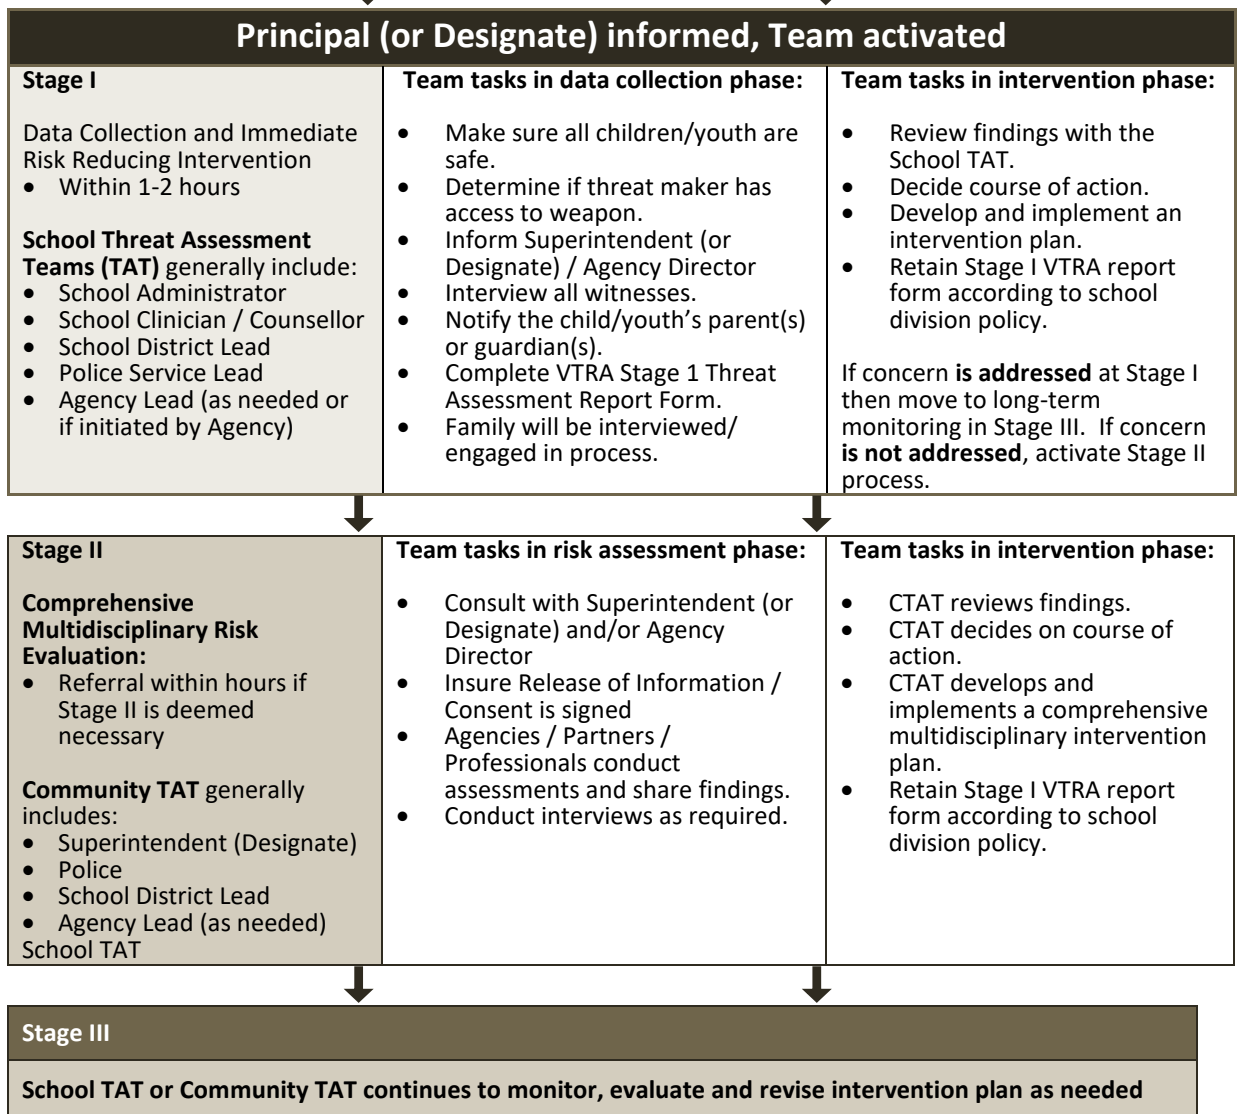 Principal (or Designate) informed, Team activated
Stage I
Data Collection and Immediate
Risk Reducing Intervention
• Within 1-2 hours
School Threat Assessment
Teams (TAT) generally include:
• School Administrator
• School Clinician / Counsellor
• School District Lead
• Police Service Lead
• Agency Lead (as needed or
if initiated by Agency)
Team tasks in data collection phase:
• Make sure all children/youth are
safe.
• Determine if threat maker has
access to weapon.
• Inform Superintendent (or
Designate) / Agency Director
• Interview all witnesses.
• Notify the child/youth's parent(s)
or guardian(s).
• Complete VTRA Stage 1 Threat
Assessment Report Form.
• Family will be interviewed/
engaged in process.
Team tasks in intervention phase:
• Review findings with the
School TAT.
• Decide course of action.
• Develop and implement an
intervention plan.
• Retain Stage I VTRA report
form according to school
division policy.
If concern is addressed at Stage I
then move to long-term
monitoring in Stage III.  If concern
is not addressed, activate Stage II
process.
Stage II
Comprehensive
Multidisciplinary Risk
Evaluation:
• Referral within hours if
Stage II is deemed
necessary
Community TAT generally
includes:
• Superintendent (Designate)
• Police
• School District Lead
• Agency Lead (as needed)
School TAT
Team tasks in risk assessment phase:
• Consult with Superintendent (or
Designate) and/or Agency
Director
• Insure Release of Information /
Consent is signed
• Agencies / Partners /
Professionals conduct
assessments and share findings.
• Conduct interviews as required.
Team tasks in intervention phase:
• CTAT reviews findings.
• CTAT decides on course of
action.
• CTAT develops and
implements a comprehensive
multidisciplinary intervention
plan.
• Retain Stage I VTRA report
form according to school
division policy.
Stage III
School TAT or Community TAT continues to monitor, evaluate and revise intervention plan as needed